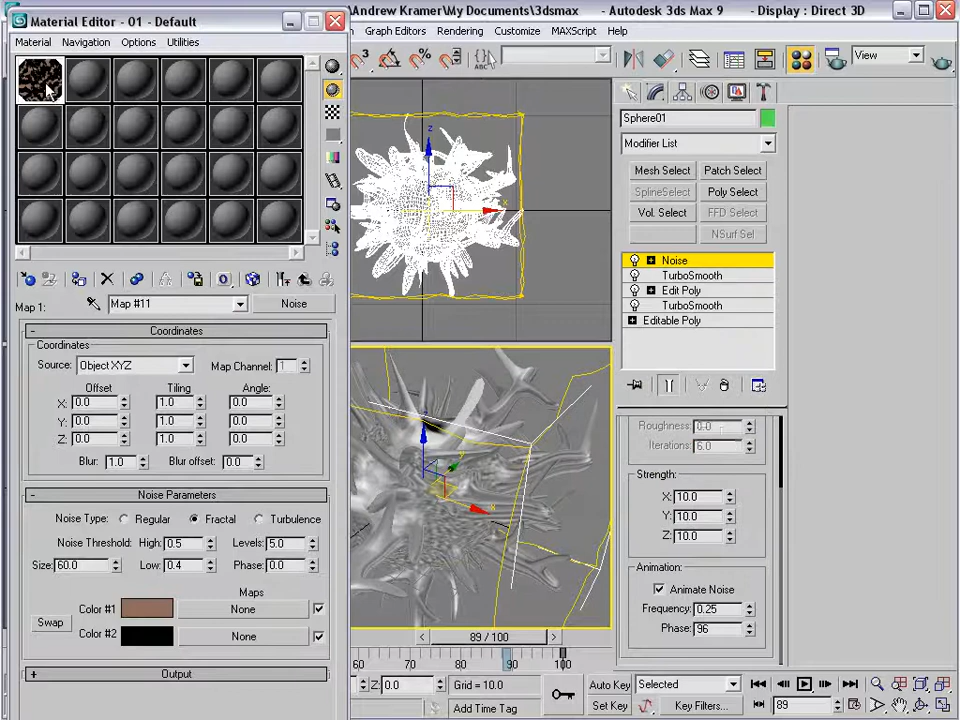 Material Editor - 01 - Default
Andrew Kramer\My Documents\3dsmax - Autodesk 3ds Max 9 - Display : Direct 3D
Material Navigation Options Utilities
Graph Editors Rendering Customize MAXScript Help
View
Sphere01
Modifier List
Mesh Select Patch Select
SplineSelect Poly Select
Vol. Select FFD Select
NSurf Sel
Noise
TurboSmooth
Edit Poly
TurboSmooth
Editable Poly
Map 1: Map #11 Noise
Coordinates
Coordinates
Source: Object XYZ Map Channel: 1
Offset Tiling Angle:
X: 0.0 1.0 0.0
Y: 0.0 1.0 0.0
Z: 0.0 1.0 0.0
Blur: 1.0 Blur offset: 0.0
Noise Parameters
Noise Type: Regular Fractal Turbulence
Noise Threshold: High: 0.5 Levels: 5.0
Size: 60.0 Low: 0.4 Phase: 0.0
Maps
Color #1 None
Swap
Color #2 None
Output
Roughness: 0.0
Iterations: 6.0
Strength:
X: 10.0
Y: 10.0
Z: 10.0
Animation:
Animate Noise
Frequency: 0.25
Phase: 96
89 / 100
60 70 80 90 100
Z: 0.0 Grid = 10.0 Auto Key Selected
Add Time Tag Set Key Key Filters... 89